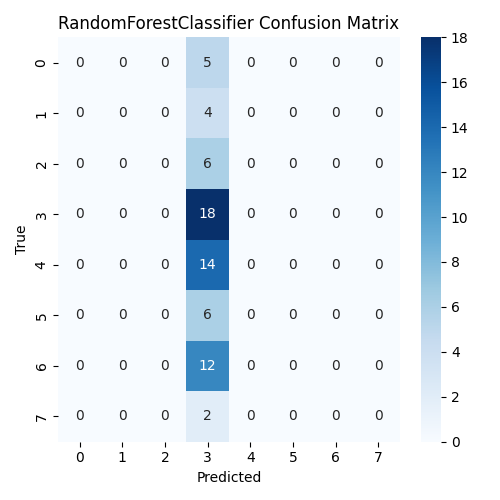 RandomForestClassifier Confusion Matrix
True
0 0 0 0 5 0 0 0 0
1 0 0 0 4 0 0 0 0
2 0 0 0 6 0 0 0 0
3 0 0 0 18 0 0 0 0
4 0 0 0 14 0 0 0 0
5 0 0 0 6 0 0 0 0
6 0 0 0 12 0 0 0 0
7 0 0 0 2 0 0 0 0
0 1 2 3 4 5 6 7
Predicted
18
16
14
12
10
8
6
4
2
0